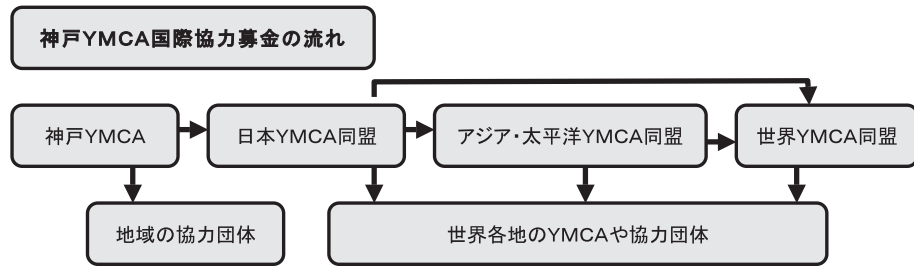 神戸YMCA国際協力募金の流れ
神戸YMCA
日本YMCA同盟
アジア・太平洋YMCA同盟
世界YMCA同盟
地域の協力団体
世界各地のYMCAや協力団体